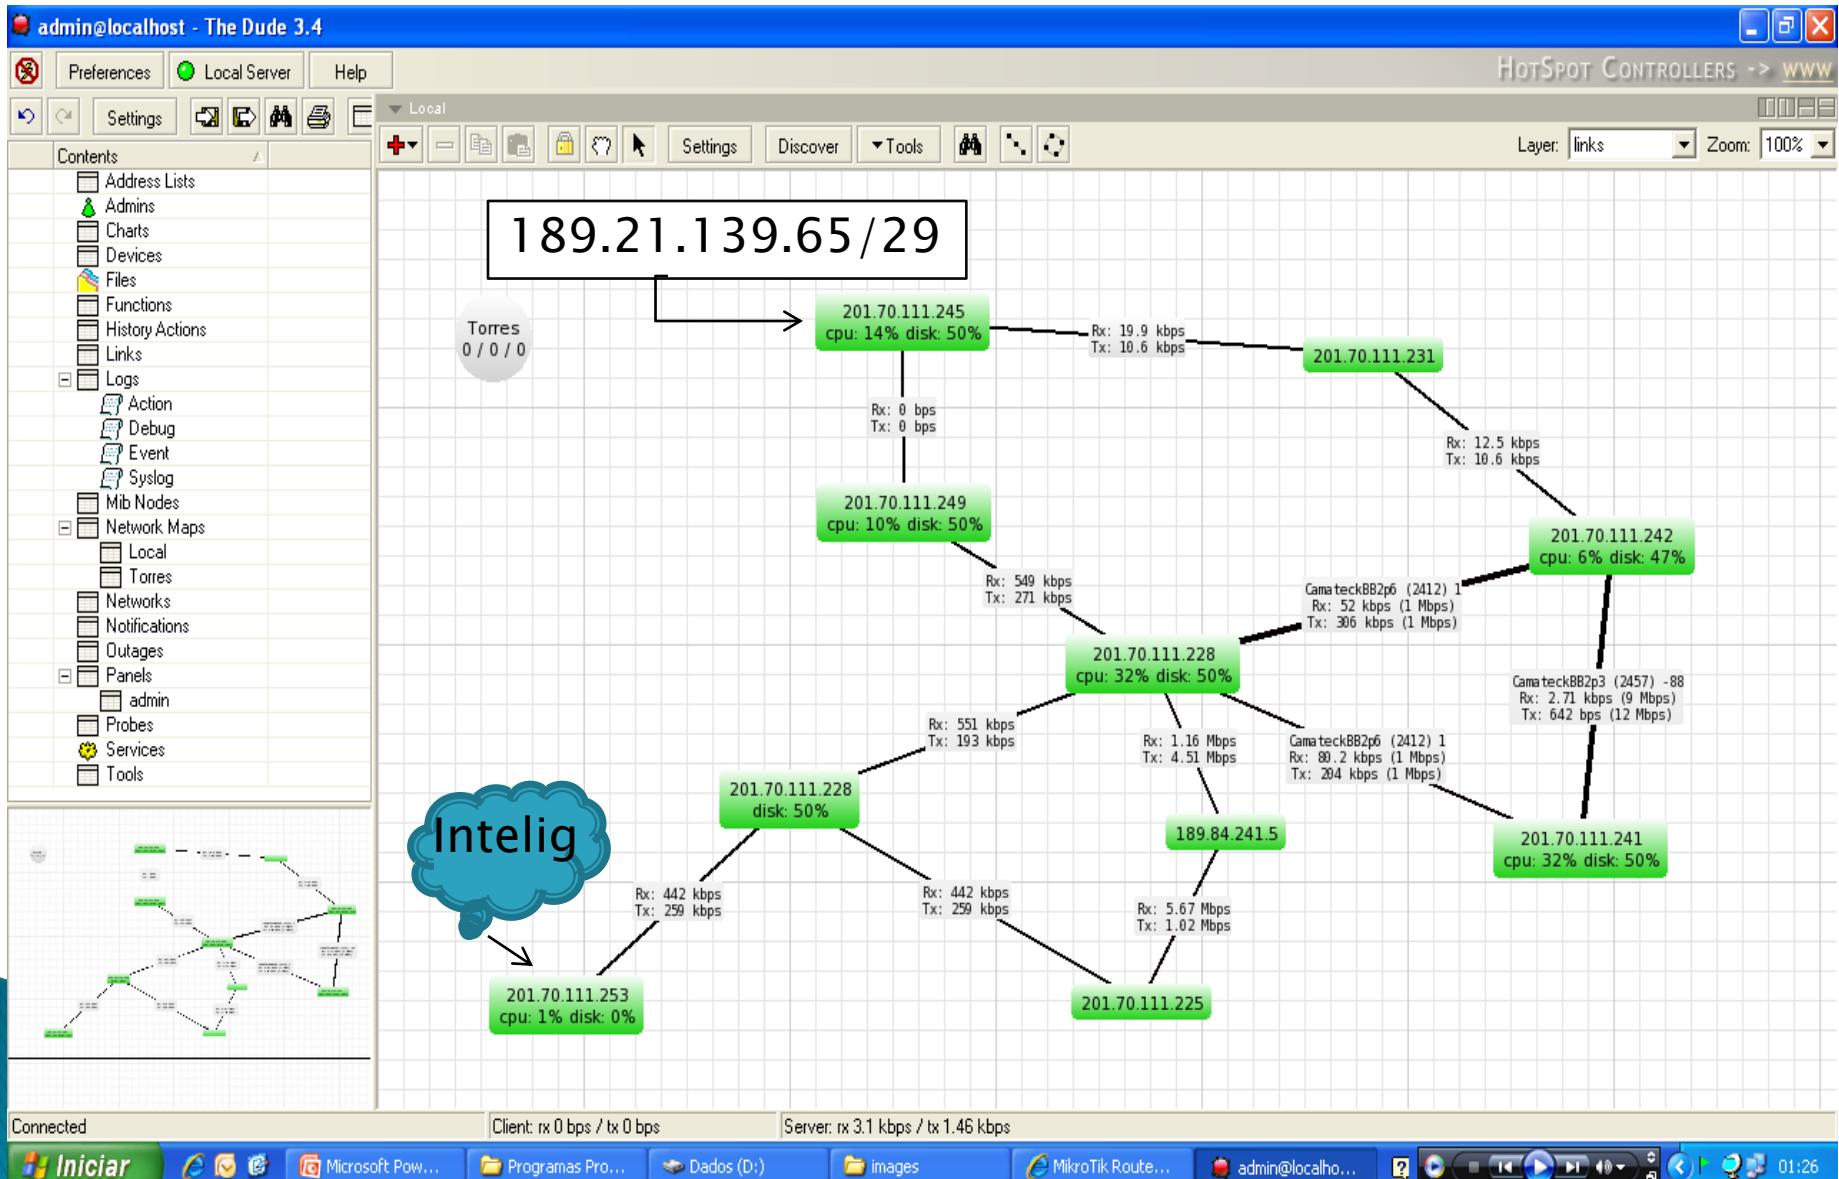 admin@localhost - The Dude 3.4
Preferences
Local Server
Help
HotSpot Controllers -> www
Settings
Local
Settings
Discover
Tools
Layer:
links
Zoom:
100%
Contents
Address Lists
Admins
Charts
Devices
Files
Functions
History Actions
Links
Logs
Action
Debug
Event
Syslog
Mib Nodes
Network Maps
Local
Torres
Networks
Notifications
Outages
Panels
admin
Probes
Services
Tools
189.21.139.65/29
Torres
0 / 0 / 0
201.70.111.245
cpu: 14% disk: 50%
Rx: 19.9 kbps
Tx: 10.6 kbps
201.70.111.231
Rx: 0 bps
Tx: 0 bps
Rx: 12.5 kbps
Tx: 10.6 kbps
201.70.111.249
cpu: 10% disk: 50%
201.70.111.242
cpu: 6% disk: 47%
Rx: 549 kbps
Tx: 271 kbps
CamateckBB2p6 (2412) 1
Rx: 52 kbps (1 Mbps)
Tx: 306 kbps (1 Mbps)
201.70.111.228
cpu: 32% disk: 50%
CamateckBB2p3 (2457) -88
Rx: 2.71 kbps (9 Mbps)
Tx: 642 bps (12 Mbps)
Rx: 551 kbps
Tx: 193 kbps
Rx: 1.16 Mbps
Tx: 4.51 Mbps
CamateckBB2p6 (2412) 1
Rx: 80.2 kbps (1 Mbps)
Tx: 204 kbps (1 Mbps)
201.70.111.228
disk: 50%
Intelig
189.84.241.5
201.70.111.241
cpu: 32% disk: 50%
Rx: 442 kbps
Tx: 259 kbps
Rx: 442 kbps
Tx: 259 kbps
Rx: 5.67 Mbps
Tx: 1.02 Mbps
201.70.111.253
cpu: 1% disk: 0%
201.70.111.225
Connected
Client: rx 0 bps / tx 0 bps
Server: rx 3.1 kbps / tx 1.46 kbps
Iniciar
Microsoft Pow...
Programas Pro...
Dados (D:)
images
MikroTik Route...
admin@localho...
01:26